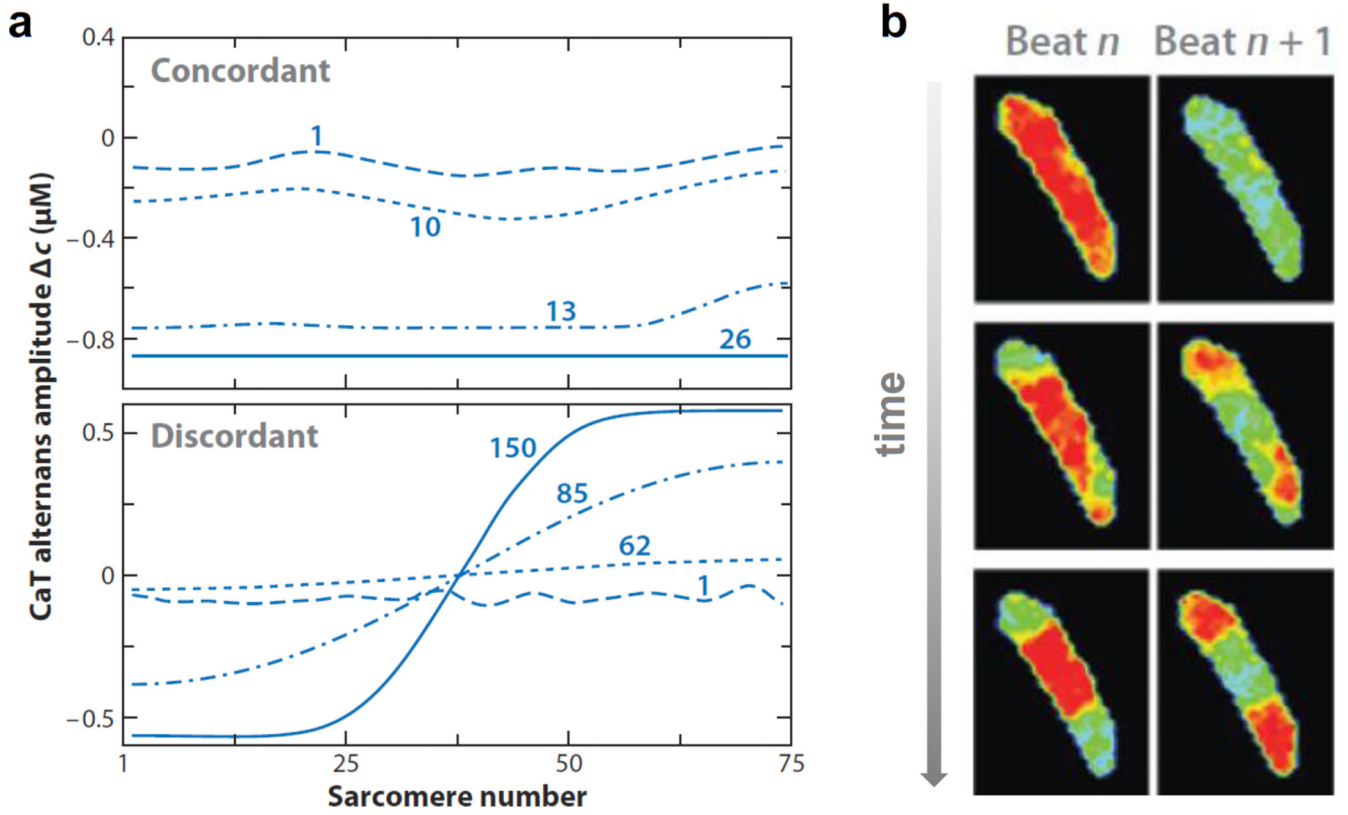 a
CaT alternans amplitude Δ c (μM)
0.4
0
−0.4
−0.8
Concordant
1
10
13
26
0.5
0
−0.5
Discordant
150
85
62
1
1 25 50 75
Sarcomere number
b
Beat n Beat n + 1
time